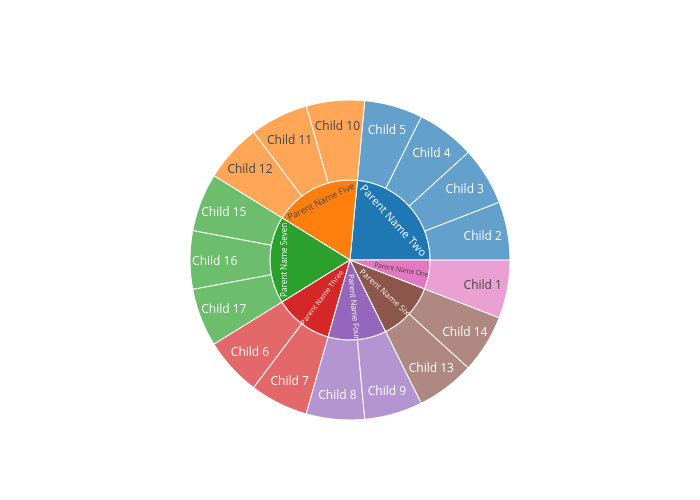 Child 10
Child 5
Child 11
Child 4
Child 12
Child 3
Parent Name Five
Parent Name Two
Child 15
Child 2
Parent Name Seven
Child 16
Parent Name One
Child 1
Parent Name Three
Parent Name Four
Parent Name Six
Child 17
Child 14
Child 6
Child 13
Child 7
Child 8
Child 9